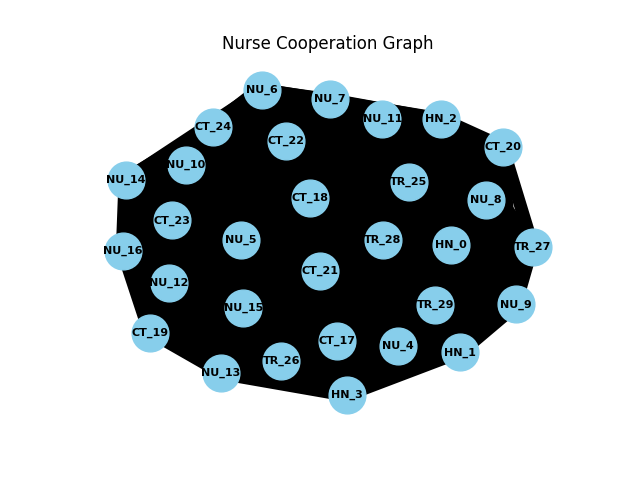 Nurse Cooperation Graph
NU_6
NU_7
NU_11
HN_2
CT_24
CT_22
CT_20
NU_10
NU_14
TR_25
CT_18
NU_8
CT_23
NU_5
TR_28
HN_0
TR_27
NU_16
CT_21
NU_12
NU_15
TR_29
NU_9
CT_19
CT_17
NU_4
HN_1
TR_26
NU_13
HN_3